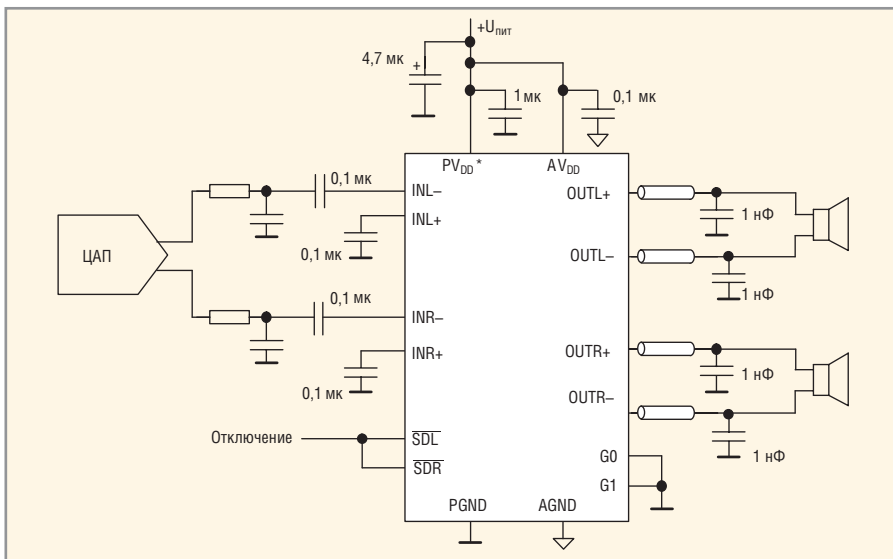 +Uпит
4,7 мк
+
1 мк
0,1 мк
PVDD*
AVDD
0,1 мк
INL–
INL+
0,1 мк
ЦАП
0,1 мк
INR–
INR+
0,1 мк
Отключение
SDL
SDR
PGND
AGND
OUTL+
1 нФ
OUTL–
1 нФ
OUTR+
1 нФ
OUTR–
1 нФ
G0
G1